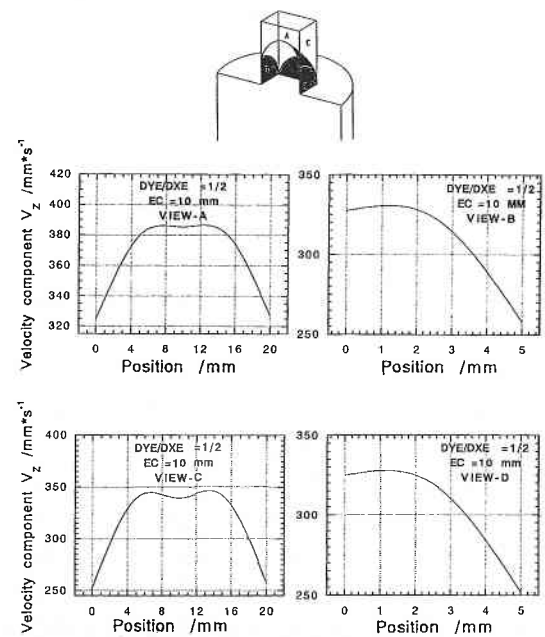 A
C
420
400
380
360
340
320
DYE/DXE =1/2
EC =10 mm
VIEW-A
0 4 8 12 16 20
Position /mm
Velocity component Vz /mm*s-1
350
300
250
DYE/DXE =1/2
EC =10 MM
VIEW-B
0 1 2 3 4 5
Position /mm
400
350
300
250
DYE/DXE =1/2
EC =10 mm
VIEW-C
0 4 8 12 16 20
Position /mm
Velocity component Vz /mm*s-1
350
300
250
DYE/DXE =1/2
EC =10 mm
VIEW-D
0 1 2 3 4 5
Position /mm